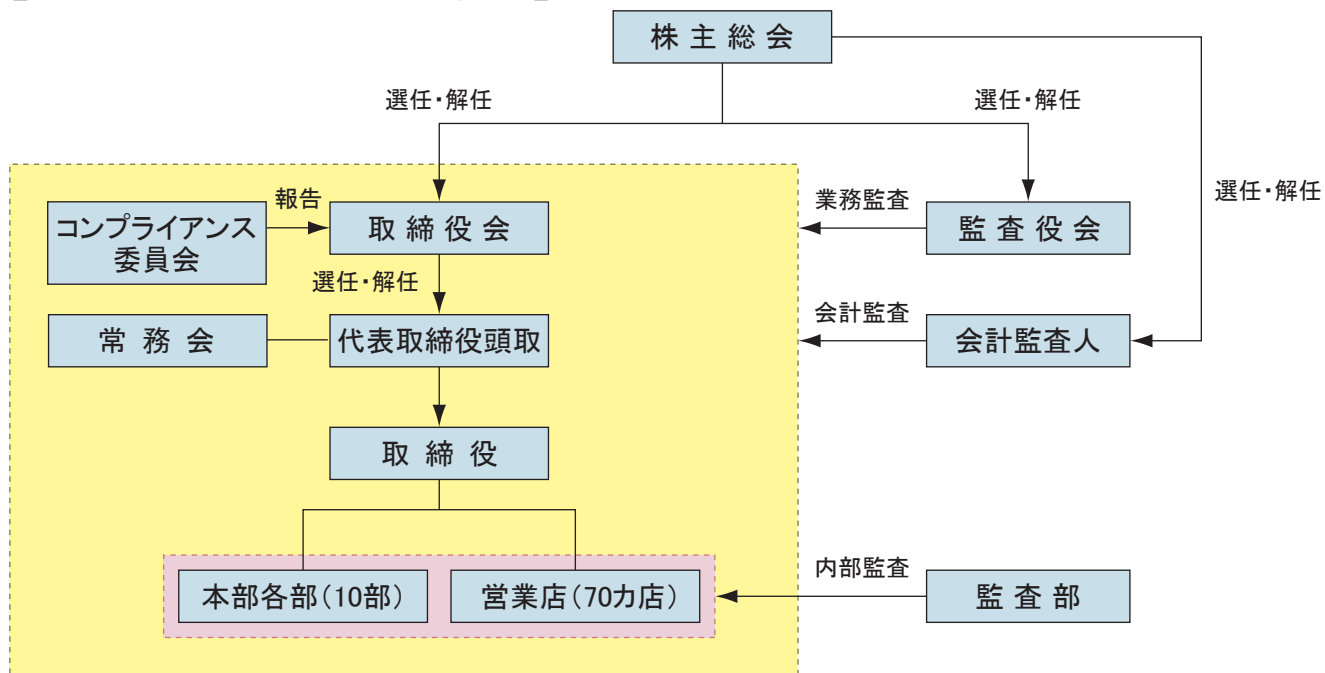 株主総会
選任・解任
選任・解任
選任・解任
コンプライアンス
委員会
報告
取締役会
業務監査
監査役会
選任・解任
常務会
代表取締役頭取
会計監査
会計監査人
取締役
本部各部(10部)
営業店(70カ店)
内部監査
監査部